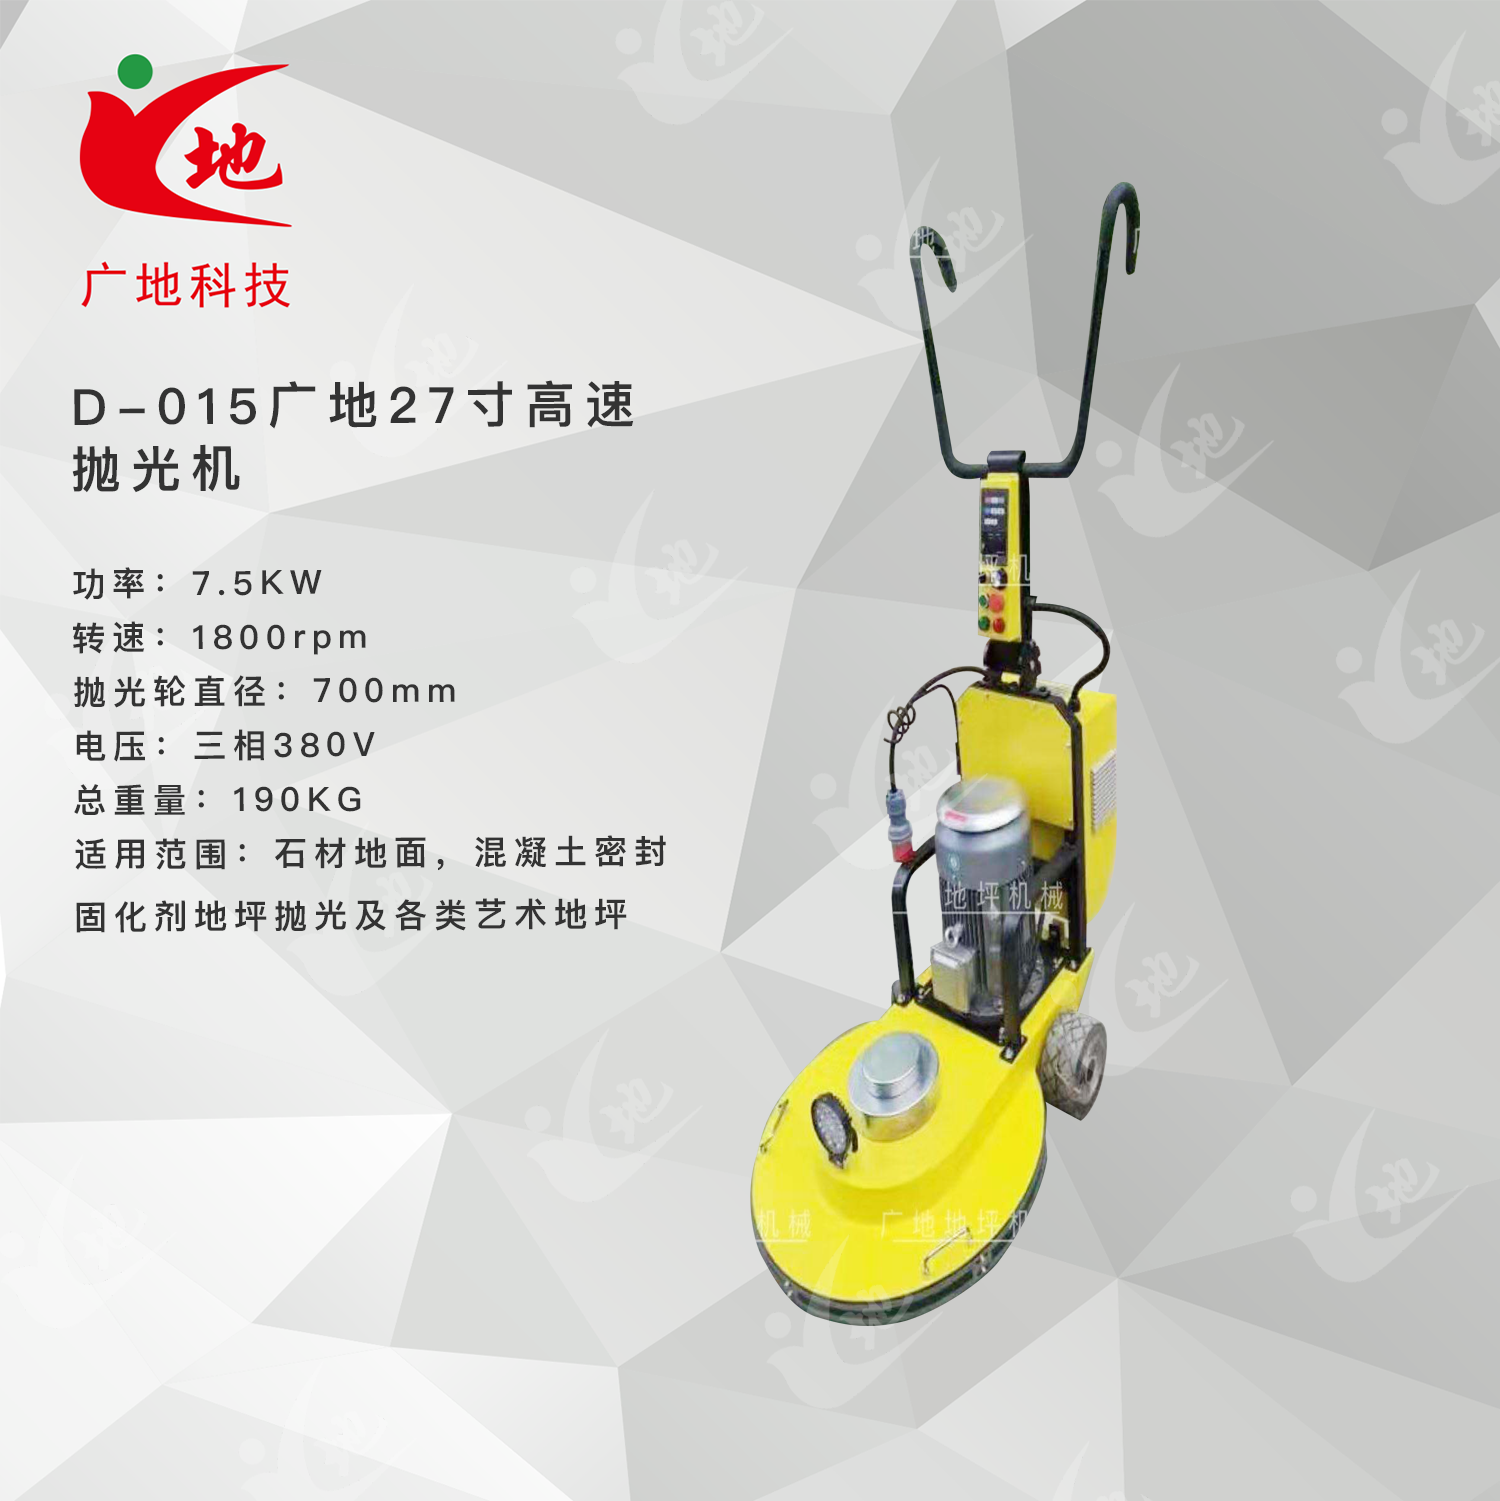 地
广地科技
D-015广地27寸高速
抛光机
功率：7.5KW
转速：1800rpm
抛光轮直径：700mm
电压：三相380V
总重量：190KG
适用范围：石材地面，混凝土密封
固化剂地坪抛光及各类艺术地坪
坪机
地坪机械
机械
广地地坪机